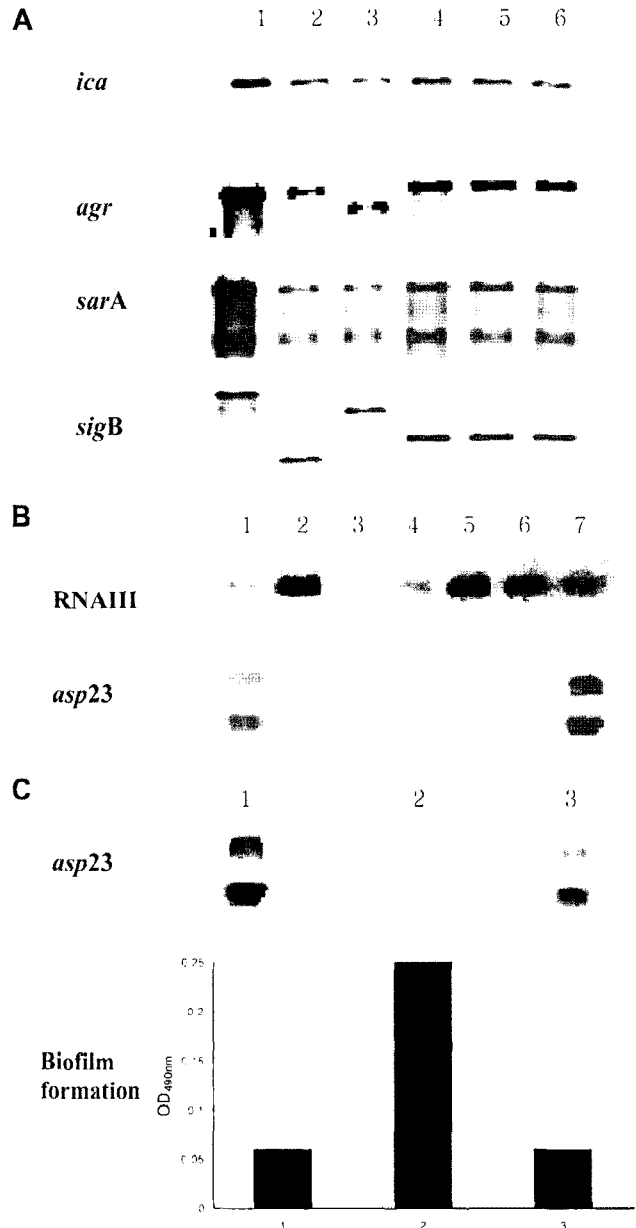 A
1 2 3 4 5 6
ica
agr
sarA
sigB
B
1 2 3 4 5 6 7
RNAIII
asp23
C
1 2 3
asp23
Biofilm
formation
OD490nm
0.25
0.2
0.15
0.1
0.05
0
1 2 3